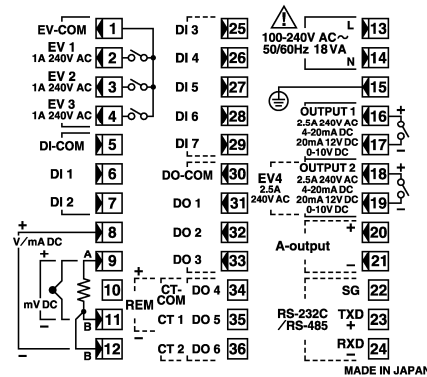 EV-COM 1
EV 1
1A 240V AC 2
EV 2
1A 240V AC 3
EV 3
1A 240V AC 4
DI-COM 5
DI 1 6
DI 2 7
+
V/mA DC
8
+ A 9
mV DC
10
- B 11
- B 12
DI 3 25
DI 4 26
DI 5 27
DI 6 28
DI 7 29
DO-COM 30
EV4
2.5A
240V AC
DO 1 31
DO 2 32
DO 3 33
+
REM
-
CT-COM DO 4 34
CT 1 DO 5 35
CT 2 DO 6 36
100-240V AC~
50/60Hz 18VA
L 13
N 14
15
OUTPUT 1
2.5A 240V AC
4-20mA DC
20mA 12V DC
0-10V DC
16 +
17 -
OUTPUT 2
2.5A 240V AC
4-20mA DC
20mA 12V DC
0-10V DC
18 +
19 -
A-output
+ 20
- 21
SG 22
RS-232C
/RS-485
TXD
+ 23
RXD
- 24
MADE IN JAPAN